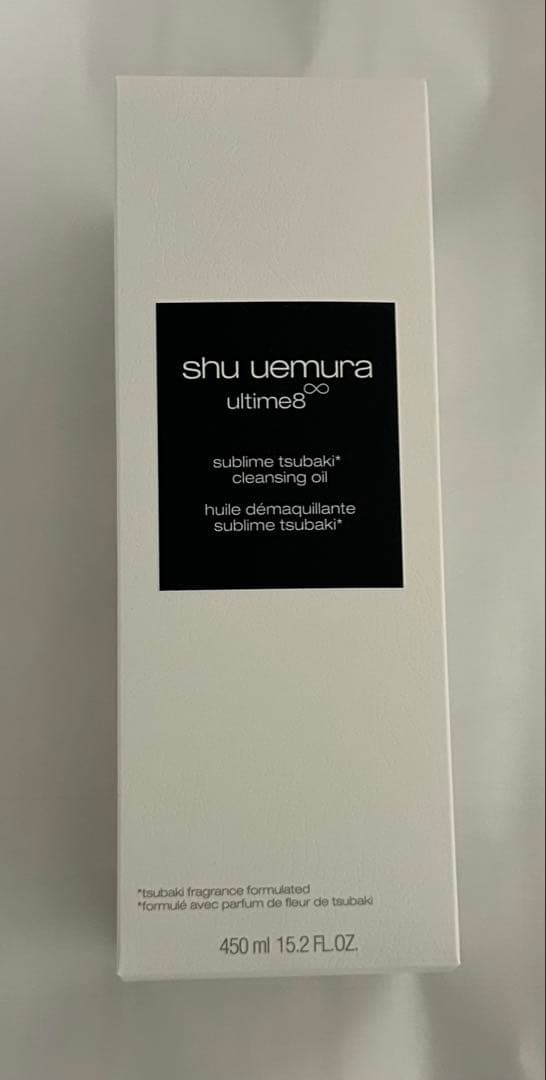 shu uemura
ultime8∞
sublime tsubaki*
cleansing oil
huile démaquillante
sublime tsubaki*
*tsubaki fragrance formulated
*formulé avec parfum de fleur de tsubaki
450 ml 15.2 FL.OZ.